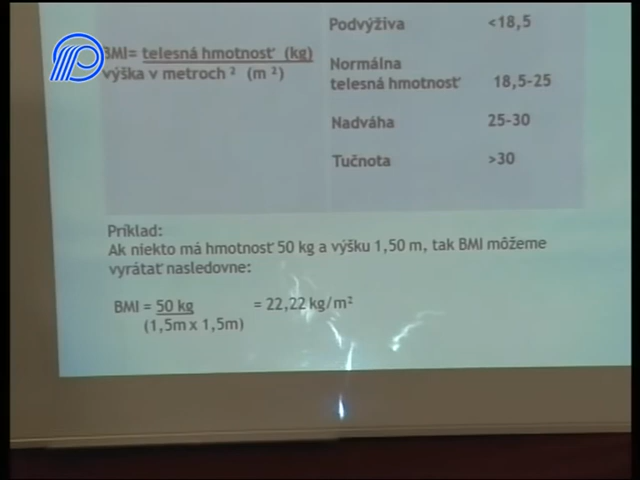 BMI= telesná hmotnosť (kg)
výška v metroch ² (m ²)
Podvýživa <18,5
Normálna
telesná hmotnosť 18,5-25
Nadváha 25-30
Tučnota >30
Príklad:
Ak niekto má hmotnosť 50 kg a výšku 1,50 m, tak BMI môžeme
vyrátať nasledovne:
BMI = 50 kg = 22,22 kg/m²
(1,5m x 1,5m)